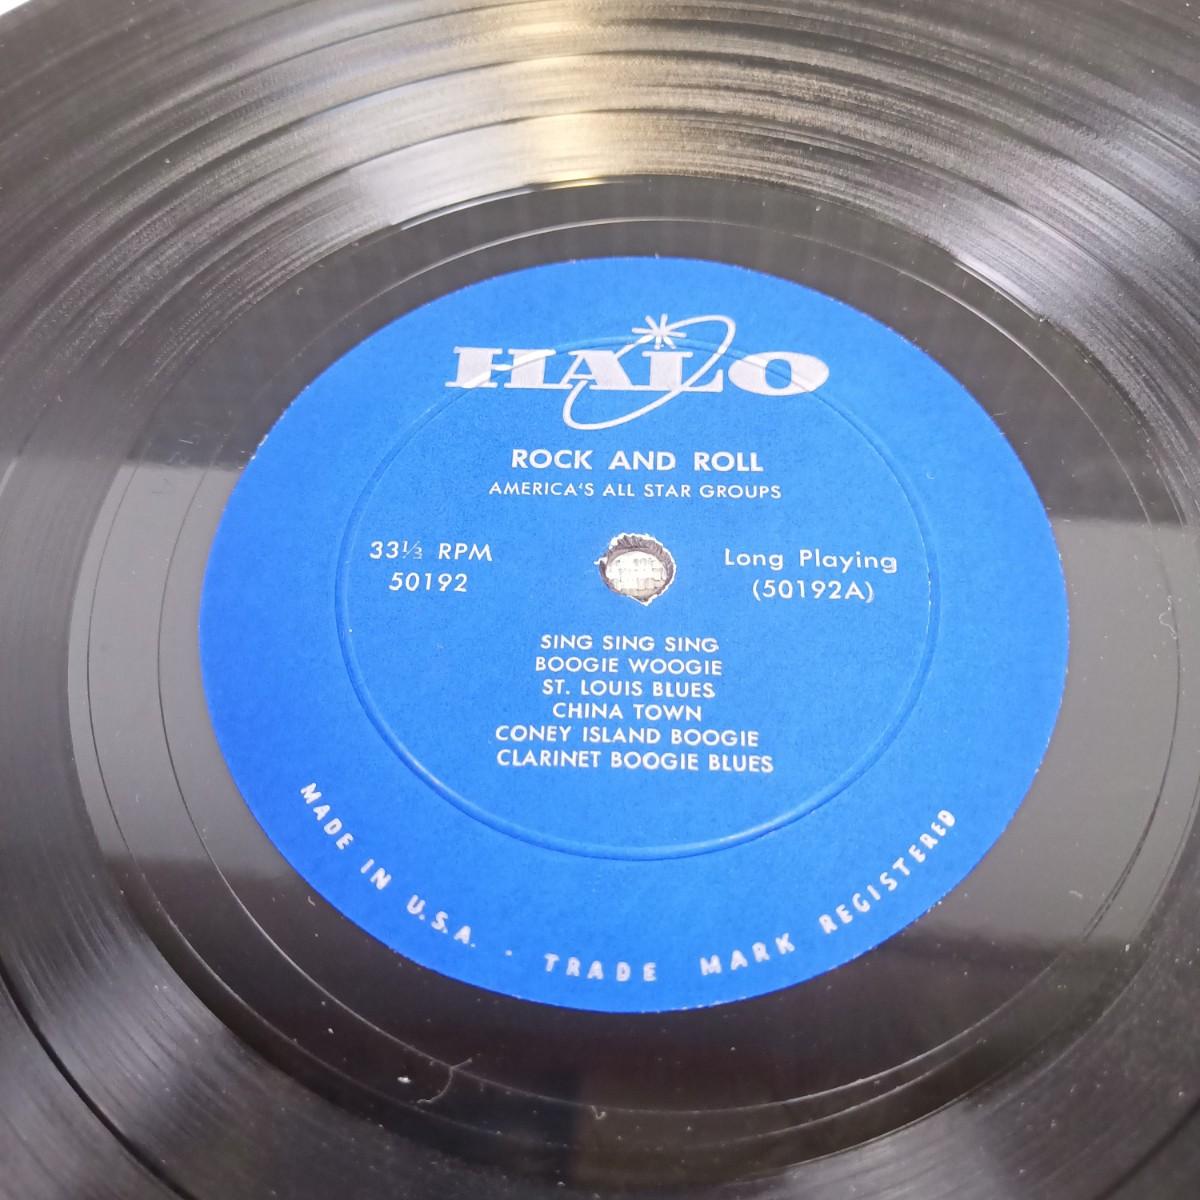 HALO
ROCK AND ROLL
AMERICA'S ALL STAR GROUPS
33⅓ RPM
50192
Long Playing
(50192A)
SING SING SING
BOOGIE WOOGIE
ST. LOUIS BLUES
CHINA TOWN
CONEY ISLAND BOOGIE
CLARINET BOOGIE BLUES
MADE IN U.S.A. · TRADE MARK REGISTERED